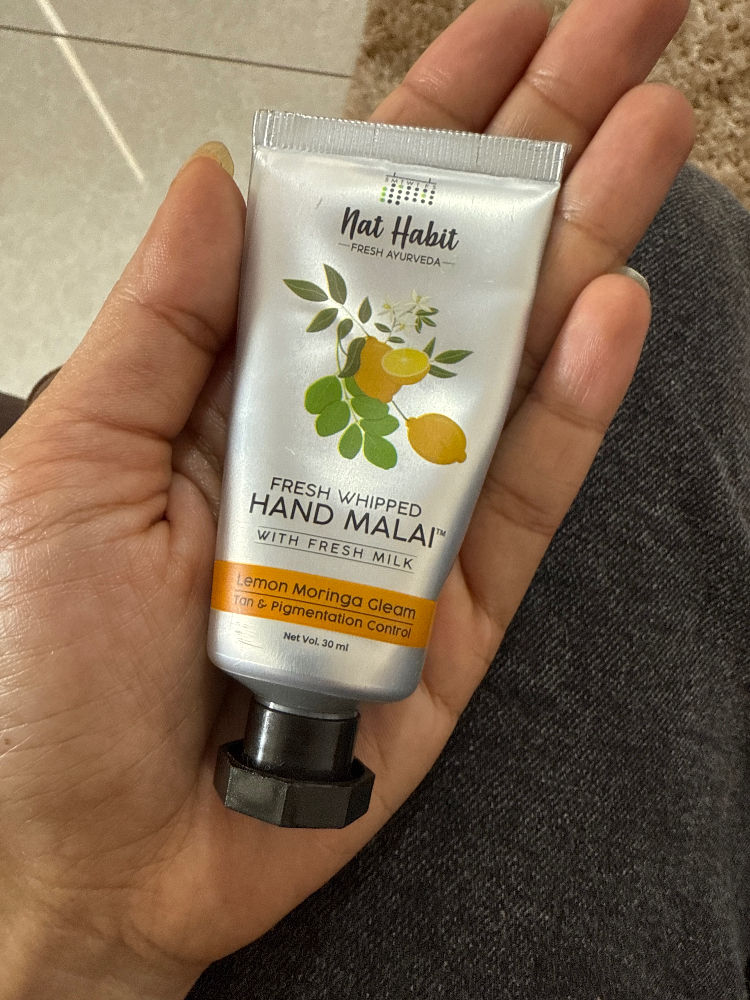 SMTWTFS
Nat Habit
FRESH AYURVEDA
FRESH WHIPPED
HAND MALAI™
WITH FRESH MILK
Lemon Moringa Gleam
Tan & Pigmentation Control
Net Vol. 30 ml